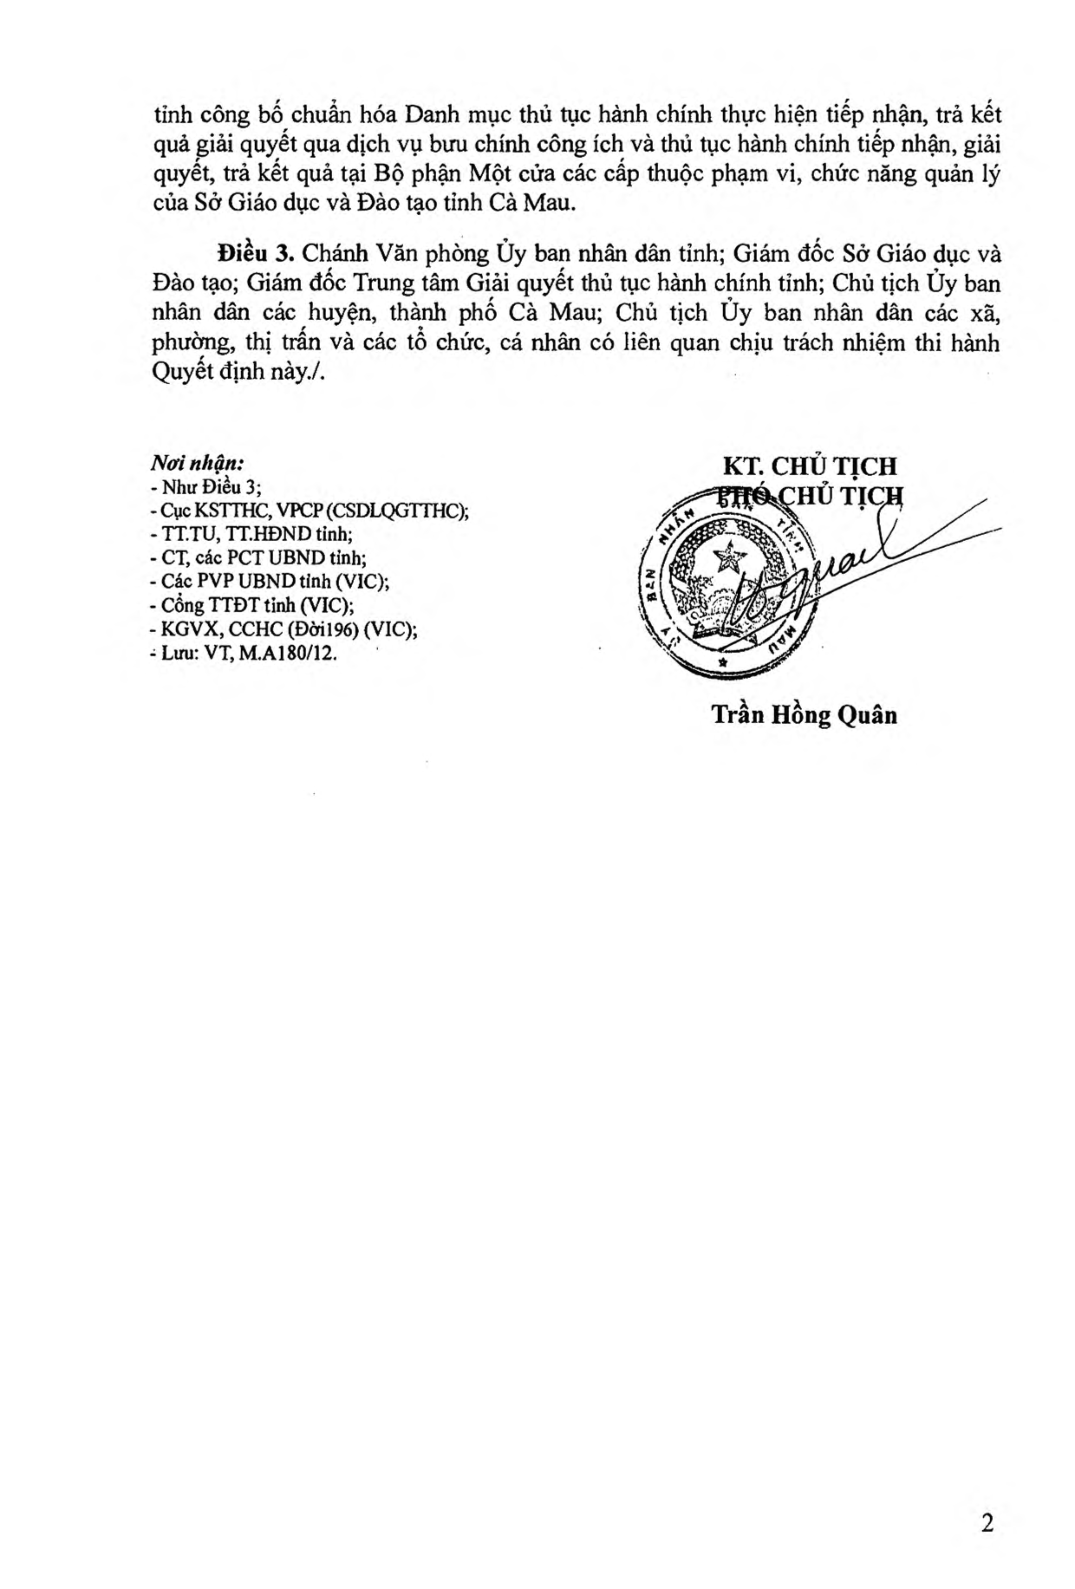 tỉnh công bố chuẩn hóa Danh mục thủ tục hành chính thực hiện tiếp nhận, trả kết
quả giải quyết qua dịch vụ bưu chính công ích và thủ tục hành chính tiếp nhận, giải
quyết, trả kết quả tại Bộ phận Một cửa các cấp thuộc phạm vi, chức năng quản lý
của Sở Giáo dục và Đào tạo tỉnh Cà Mau.
Điều 3. Chánh Văn phòng Ủy ban nhân dân tỉnh; Giám đốc Sở Giáo dục và
Đào tạo; Giám đốc Trung tâm Giải quyết thủ tục hành chính tỉnh; Chủ tịch Ủy ban
nhân dân các huyện, thành phố Cà Mau; Chủ tịch Ủy ban nhân dân các xã,
phường, thị trấn và các tổ chức, cá nhân có liên quan chịu trách nhiệm thi hành
Quyết định này./.
Nơi nhận:
- Như Điều 3;
- Cục KSTTHC, VPCP (CSDLQGTTHC);
- TT.TU, TT.HĐND tỉnh;
- CT, các PCT UBND tỉnh;
- Các PVP UBND tỉnh (VIC);
- Cổng TTĐT tỉnh (VIC);
- KGVX, CCHC (Đời196) (VIC);
- Lưu: VT, M.A180/12.
KT. CHỦ TỊCH
PHÓ CHỦ TỊCH
ỦY BAN NHÂN DÂN TỈNH CÀ MAU
Trần Hồng Quân
2